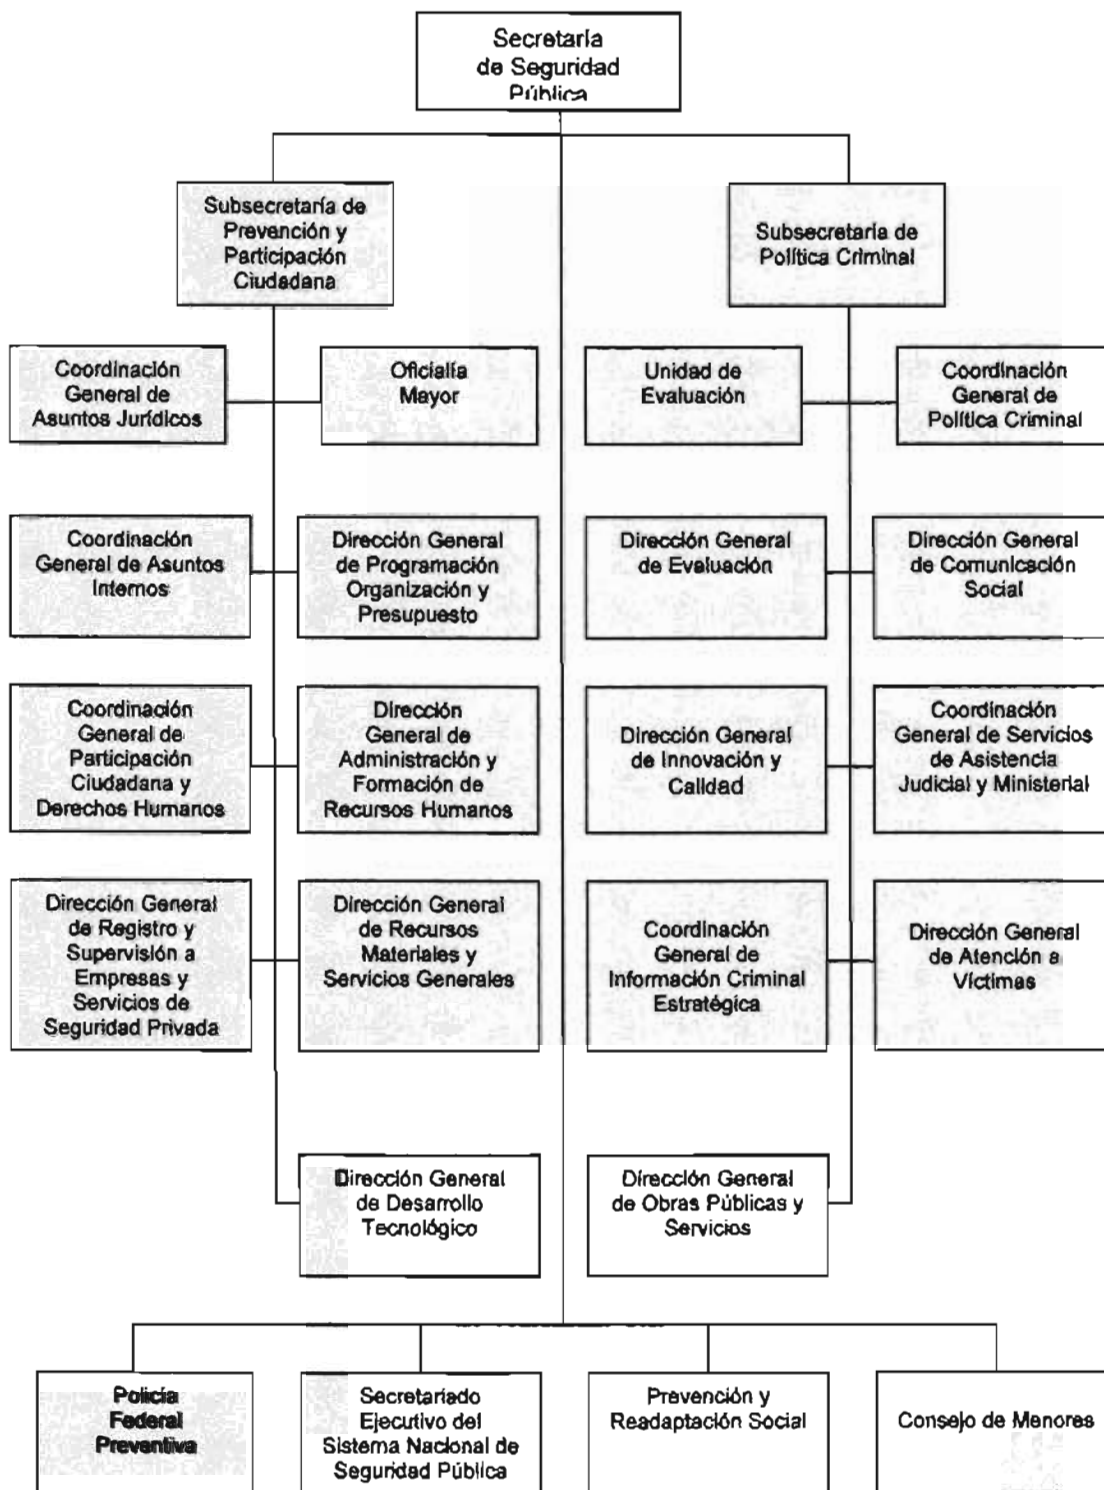 Secretaría
de Seguridad
Pública
Subsecretaría de
Prevención y
Participación
Ciudadana
Subsecretaría de
Política Criminal
Coordinación
General de
Asuntos Jurídicos
Oficialía
Mayor
Unidad de
Evaluación
Coordinación
General de
Política Criminal
Coordinación
General de Asuntos
Internos
Dirección General
de Programación
Organización y
Presupuesto
Dirección General
de Evaluación
Dirección General
de Comunicación
Social
Coordinación
General de
Participación
Ciudadana y
Derechos Humanos
Dirección
General de
Administración y
Formación de
Recursos Humanos
Dirección General
de Innovación y
Calidad
Coordinación
General de Servicios
de Asistencia
Judicial y Ministerial
Dirección General
de Registro y
Supervisión a
Empresas y
Servicios de
Seguridad Privada
Dirección General
de Recursos
Materiales y
Servicios Generales
Coordinación
General de
Información Criminal
Estratégica
Dirección General
de Atención a
Víctimas
Dirección General
de Desarrollo
Tecnológico
Dirección General
de Obras Públicas y
Servicios
Policía
Federal
Preventiva
Secretariado
Ejecutivo del
Sistema Nacional de
Seguridad Pública
Prevención y
Readaptación Social
Consejo de Menores